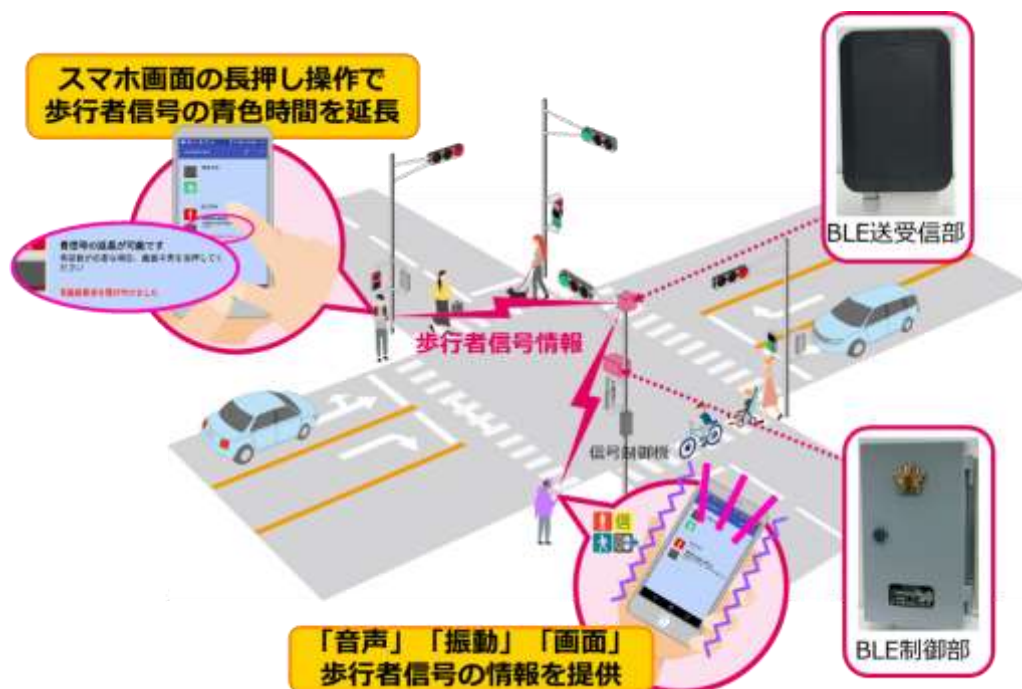 スマホ画面の長押し操作で
歩行者信号の青色時間を延長
青信号の延長が可能です
BLE送受信部
歩行者信号情報
信号制御機
信
BLE制御部
「音声」「振動」「画面」
歩行者信号の情報を提供